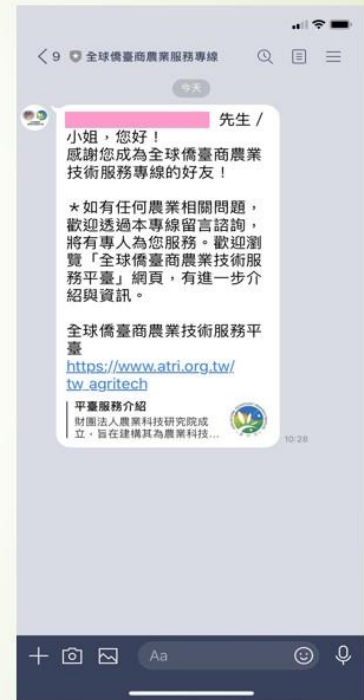 9 全球僑臺商農業服務專線
今天
先生 /
小姐，您好！
感謝您成為全球僑臺商農業
技術服務專線的好友！
＊如有任何農業相關問題，
歡迎透過本專線留言諮詢，
將有專人為您服務。歡迎瀏
覽「全球僑臺商農業技術服
務平臺」網頁，有進一步介
紹與資訊。
全球僑臺商農業技術服務平
臺
https://www.atri.org.tw/
tw_agritech
平臺服務介紹
財團法人農業科技研究院成
立，旨在建構其為農業科技...
10:28
Aa